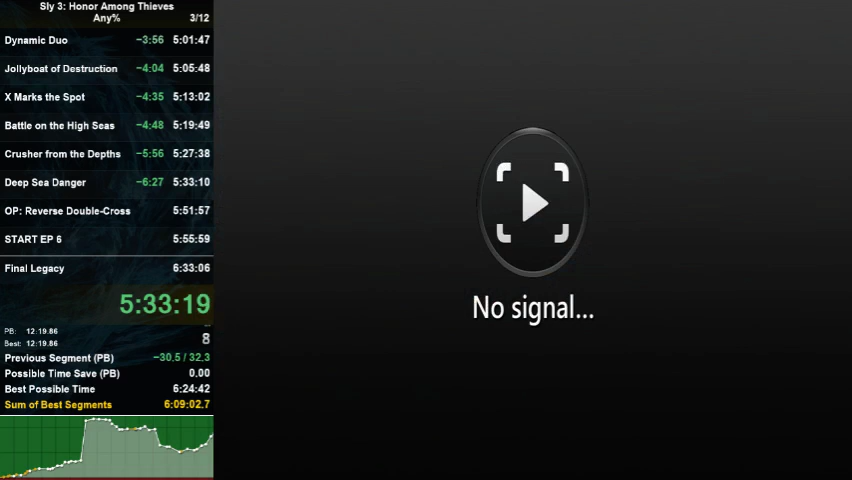 Sly 3: Honor Among Thieves
Any% 3/12
Dynamic Duo −3:56 5:01:47
Jollyboat of Destruction −4:04 5:05:48
X Marks the Spot −4:35 5:13:02
Battle on the High Seas −4:48 5:19:49
Crusher from the Depths −5:56 5:27:38
Deep Sea Danger −6:27 5:33:10
OP: Reverse Double-Cross 5:51:57
START EP 6 5:55:59
Final Legacy 6:33:06
5:33:19
PB: 12:19.86
Best: 12:19.86
8
Previous Segment (PB) −30.5 / 32.3
Possible Time Save (PB) 0.00
Best Possible Time 6:24:42
Sum of Best Segments 6:09:02.7
No signal...